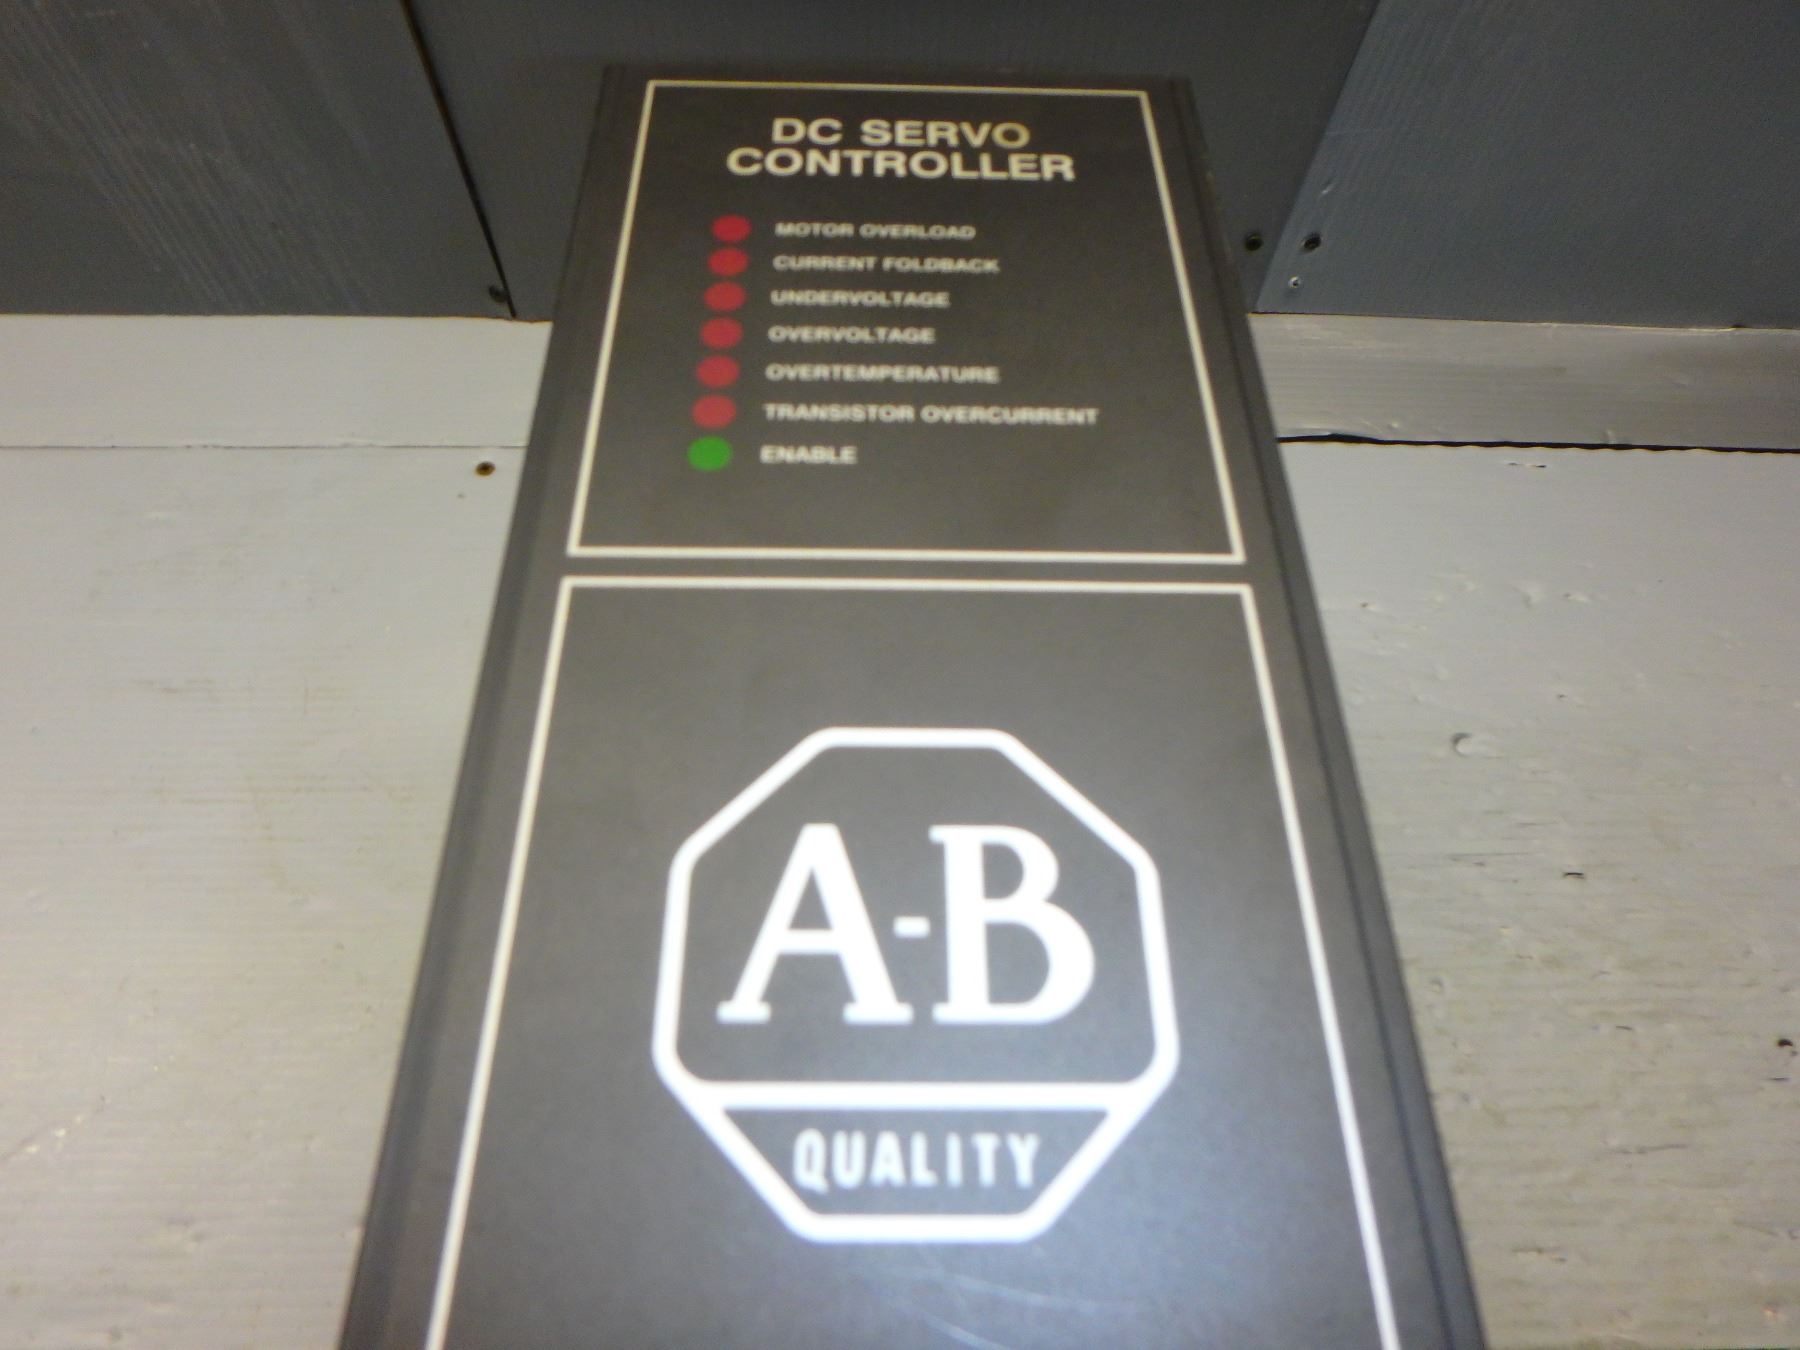 DC SERVO
CONTROLLER
MOTOR OVERLOAD
CURRENT FOLDBACK
UNDERVOLTAGE
OVERVOLTAGE
OVERTEMPERATURE
TRANSISTOR OVERCURRENT
ENABLE
A-B
QUALITY